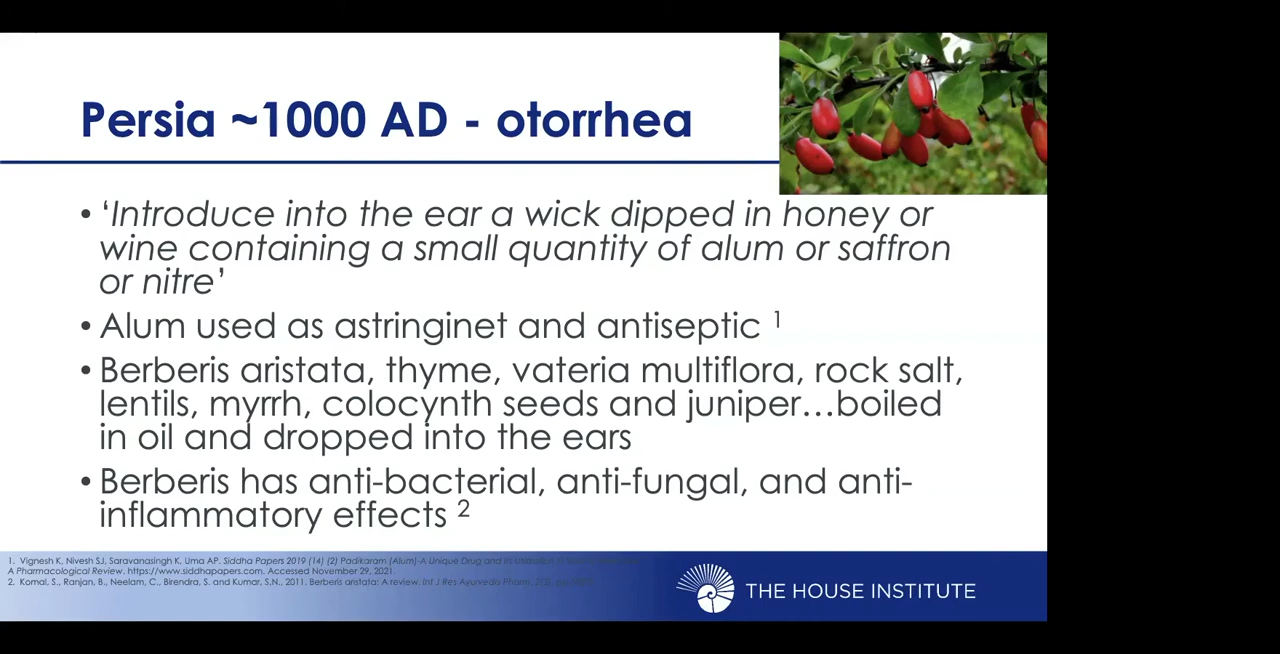 Persia ~1000 AD - otorrhea
• ‘Introduce into the ear a wick dipped in honey or
wine containing a small quantity of alum or saffron
or nitre’
• Alum used as astringinet and antiseptic 1
• Berberis aristata, thyme, vateria multiflora, rock salt,
lentils, myrrh, colocynth seeds and juniper…boiled
in oil and dropped into the ears
• Berberis has anti-bacterial, anti-fungal, and anti-
inflammatory effects 2
1. Vignesh K, Nivesh SJ, Saravanasingh K, Uma AP. Siddha Papers 2019 (14) (2) Padikaram (Alum)-A Unique Drug and its
A Pharmacological Review. https://www.siddhapapers.com. Accessed November 29, 2021.
2. Komal, S., Ranjan, B., Neelam, C., Birendra, S. and Kumar, S.N., 2011. Berberis aristata: A review. Int J Res Ayurveda Pharm,
THE HOUSE INSTITUTE